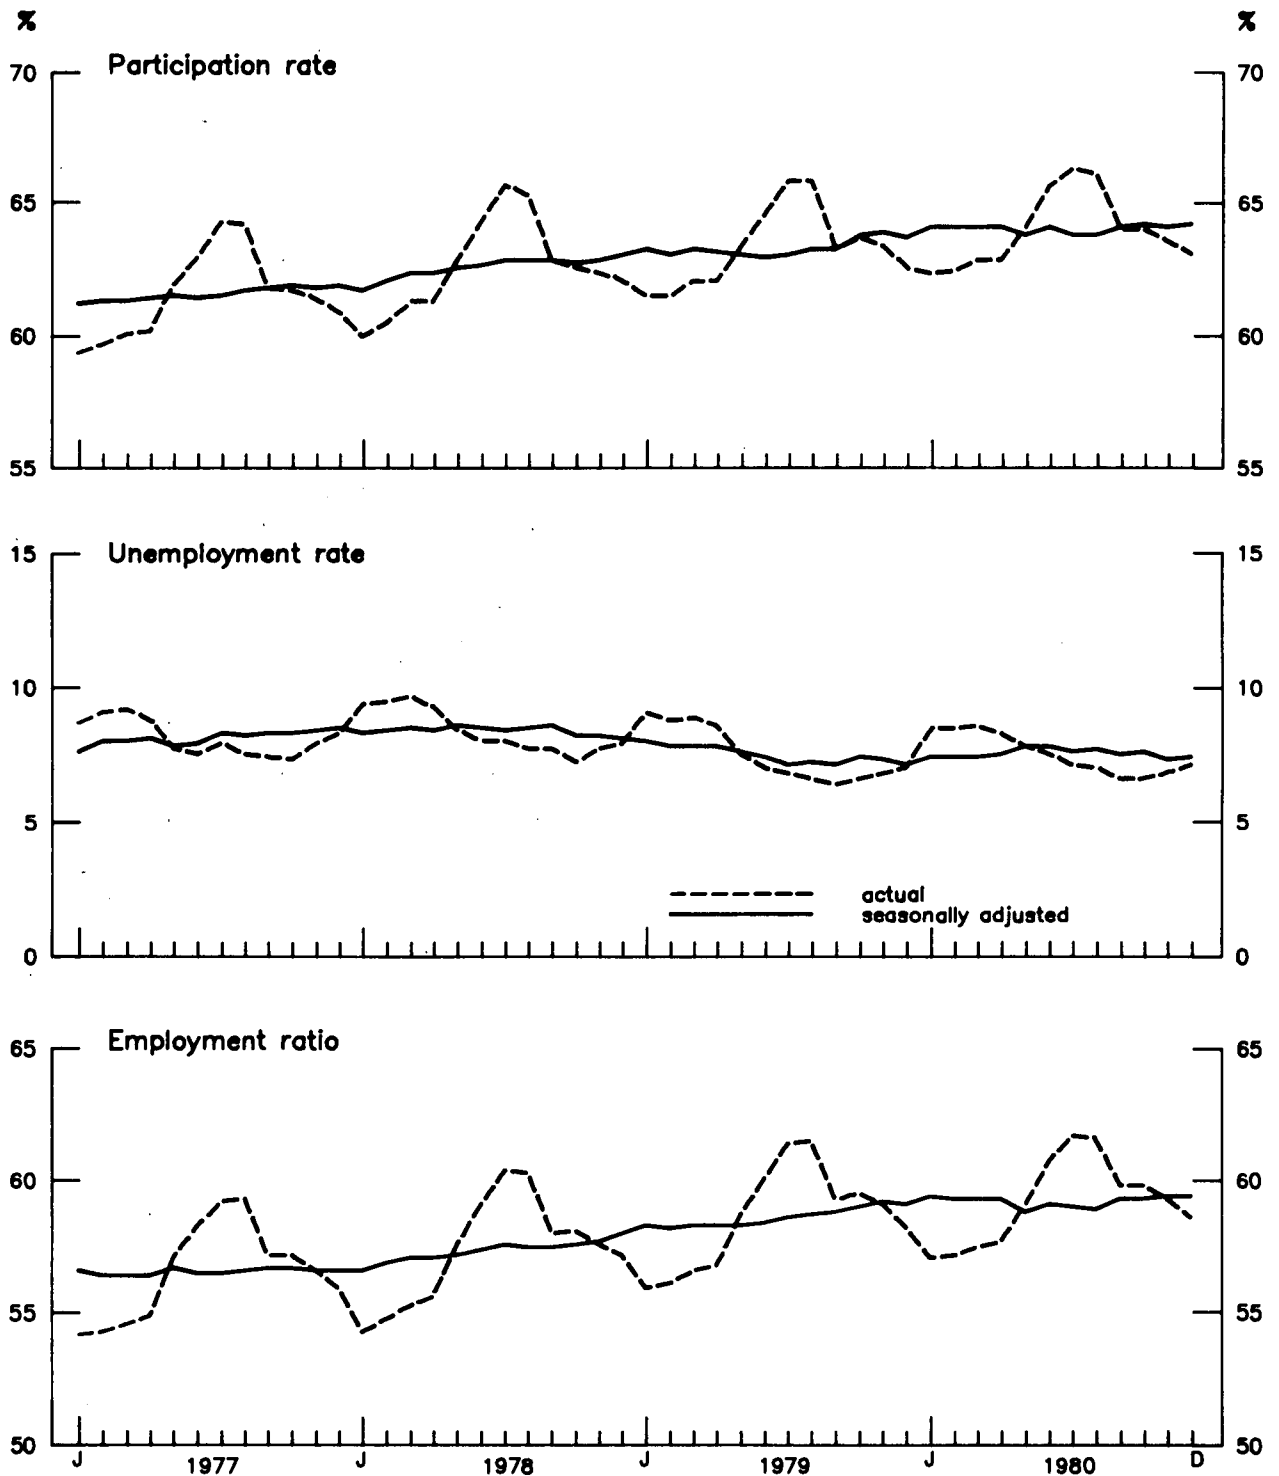 % %
Participation rate
70 70
65 65
60 60
55 55
Unemployment rate
15 15
10 10
5 5
actual
seasonally adjusted
0 0
Employment ratio
65 65
60 60
55 55
50 50
J 1977 J 1978 J 1979 J 1980 D